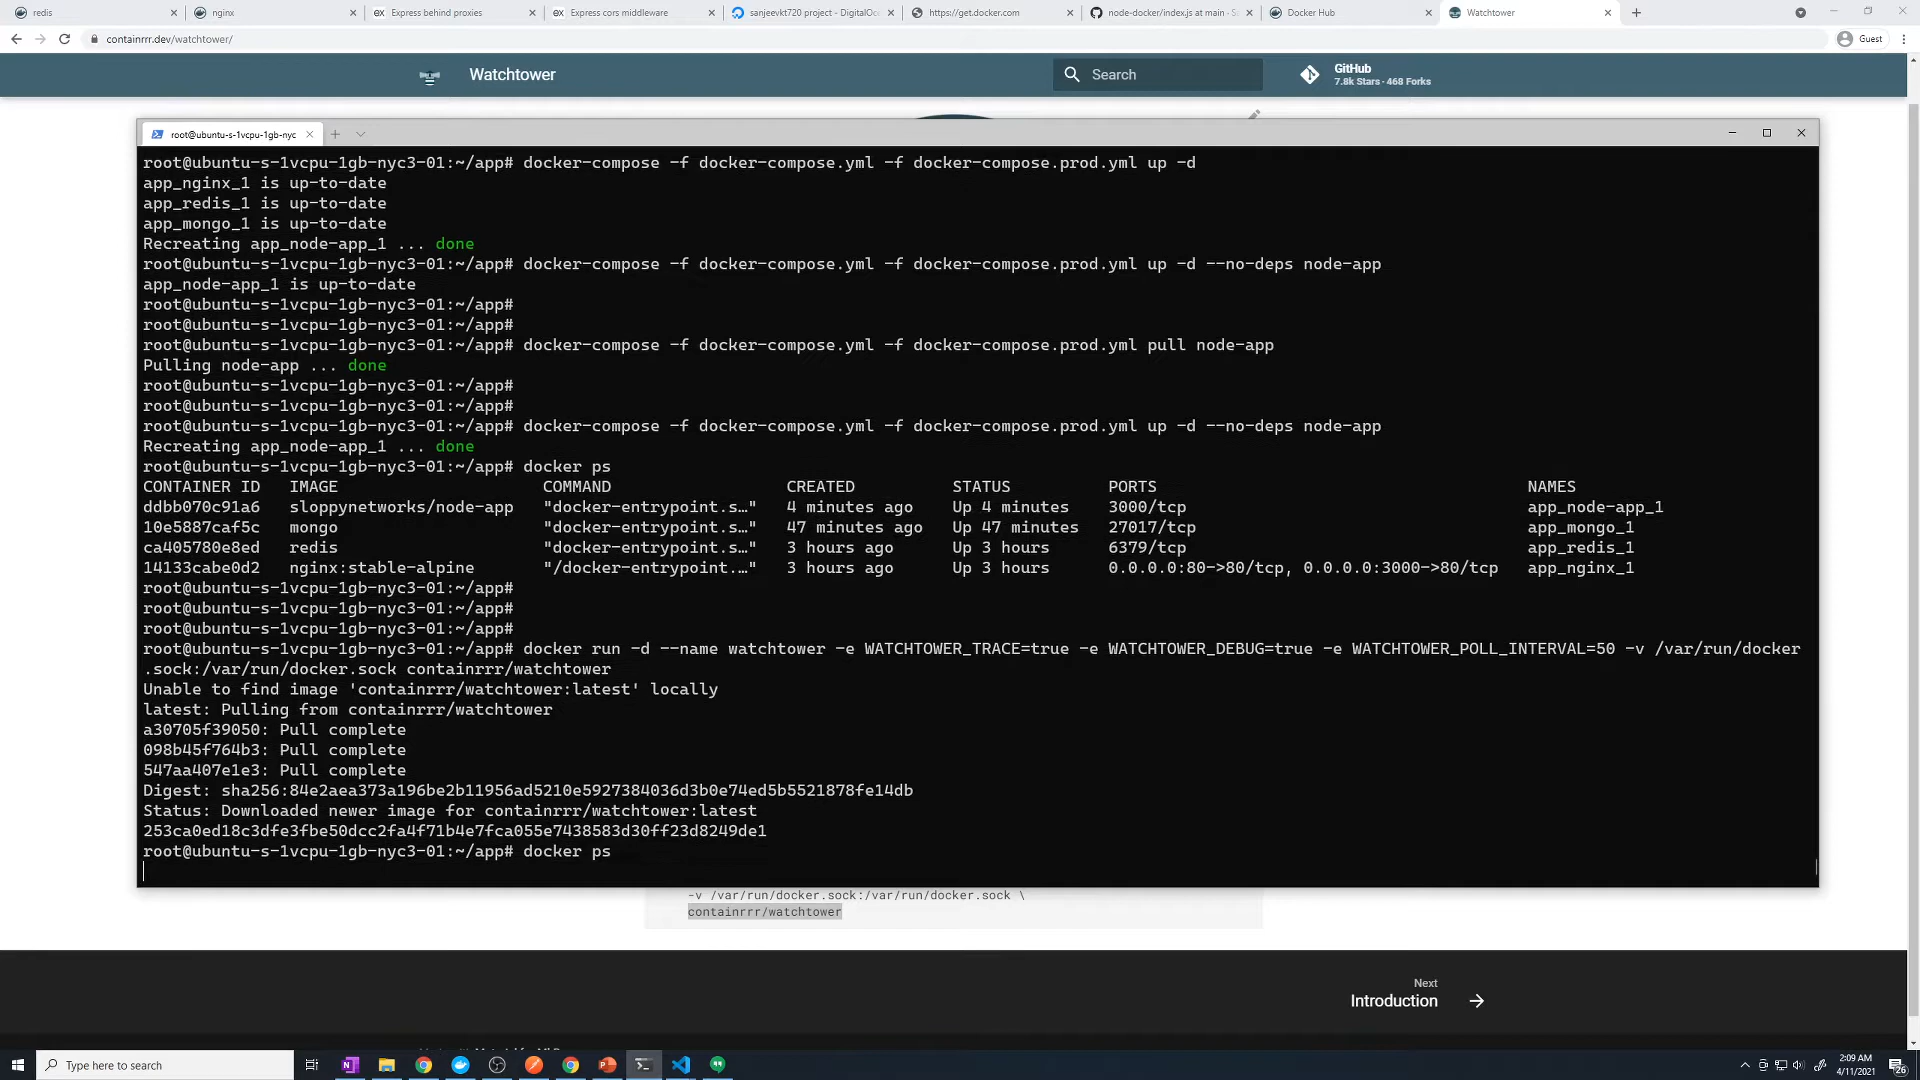 redis
nginx
Express behind proxies
Express cors middleware
sanjeevkt720 project - DigitalOc
https://get.docker.com
node-docker/index.js at main · S
Docker Hub
Watchtower
containrrr.dev/watchtower/
Guest
Watchtower
Search
GitHub
7.8k Stars · 468 Forks
root@ubuntu-s-1vcpu-1gb-nyc
root@ubuntu-s-1vcpu-1gb-nyc3-01:~/app# docker-compose -f docker-compose.yml -f docker-compose.prod.yml up -d
app_nginx_1 is up-to-date
app_redis_1 is up-to-date
app_mongo_1 is up-to-date
Recreating app_node-app_1 ... done
root@ubuntu-s-1vcpu-1gb-nyc3-01:~/app# docker-compose -f docker-compose.yml -f docker-compose.prod.yml up -d --no-deps node-app
app_node-app_1 is up-to-date
root@ubuntu-s-1vcpu-1gb-nyc3-01:~/app#
root@ubuntu-s-1vcpu-1gb-nyc3-01:~/app#
root@ubuntu-s-1vcpu-1gb-nyc3-01:~/app# docker-compose -f docker-compose.yml -f docker-compose.prod.yml pull node-app
Pulling node-app ... done
root@ubuntu-s-1vcpu-1gb-nyc3-01:~/app#
root@ubuntu-s-1vcpu-1gb-nyc3-01:~/app#
root@ubuntu-s-1vcpu-1gb-nyc3-01:~/app# docker-compose -f docker-compose.yml -f docker-compose.prod.yml up -d --no-deps node-app
Recreating app_node-app_1 ... done
root@ubuntu-s-1vcpu-1gb-nyc3-01:~/app# docker ps
CONTAINER ID IMAGE COMMAND CREATED STATUS PORTS NAMES
ddbb070c91a6 sloppynetworks/node-app "docker-entrypoint.s…" 4 minutes ago Up 4 minutes 3000/tcp app_node-app_1
10e5887caf5c mongo "docker-entrypoint.s…" 47 minutes ago Up 47 minutes 27017/tcp app_mongo_1
ca405780e8ed redis "docker-entrypoint.s…" 3 hours ago Up 3 hours 6379/tcp app_redis_1
14133cabe0d2 nginx:stable-alpine "/docker-entrypoint.…" 3 hours ago Up 3 hours 0.0.0.0:80->80/tcp, 0.0.0.0:3000->80/tcp app_nginx_1
root@ubuntu-s-1vcpu-1gb-nyc3-01:~/app#
root@ubuntu-s-1vcpu-1gb-nyc3-01:~/app#
root@ubuntu-s-1vcpu-1gb-nyc3-01:~/app#
root@ubuntu-s-1vcpu-1gb-nyc3-01:~/app# docker run -d --name watchtower -e WATCHTOWER_TRACE=true -e WATCHTOWER_DEBUG=true -e WATCHTOWER_POLL_INTERVAL=50 -v /var/run/docker
.sock:/var/run/docker.sock containrrr/watchtower
Unable to find image 'containrrr/watchtower:latest' locally
latest: Pulling from containrrr/watchtower
a30705f39050: Pull complete
098b45f764b3: Pull complete
547aa407e1e3: Pull complete
Digest: sha256:84e2aea373a196be2b11956ad5210e5927384036d3b0e74ed5b5521878fe14db
Status: Downloaded newer image for containrrr/watchtower:latest
253ca0ed18c3dfe3fbe50dcc2fa4f71b4e7fca055e7438583d30ff23d8249de1
root@ubuntu-s-1vcpu-1gb-nyc3-01:~/app# docker ps
-v /var/run/docker.sock:/var/run/docker.sock \
containrrr/watchtower
Next
Introduction
Type here to search
2:09 AM
4/11/2021
26